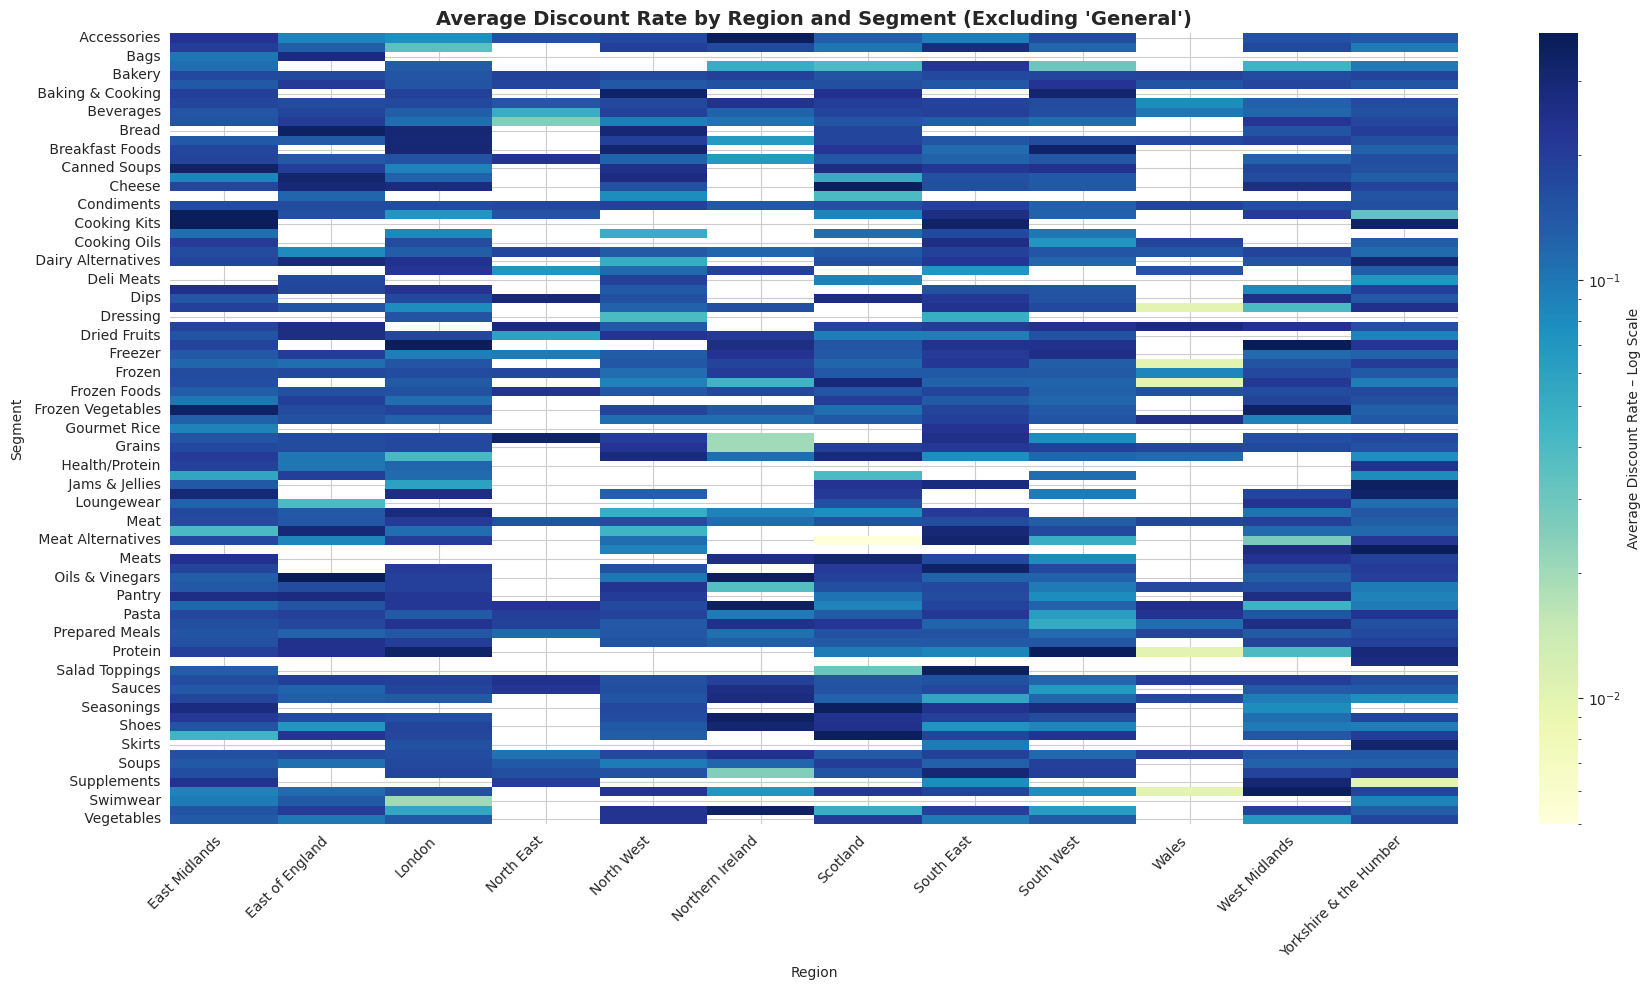 Average Discount Rate by Region and Segment (Excluding 'General')
Accessories
Bags
Bakery
Baking & Cooking
Beverages
Bread
Breakfast Foods
Canned Soups
Cheese
Condiments
Cooking Kits
Cooking Oils
Dairy Alternatives
Deli Meats
Dips
Dressing
Dried Fruits
Freezer
Frozen
Frozen Foods
Frozen Vegetables
Gourmet Rice
Grains
Health/Protein
Jams & Jellies
Loungewear
Meat
Meat Alternatives
Meats
Oils & Vinegars
Pantry
Pasta
Prepared Meals
Protein
Salad Toppings
Sauces
Seasonings
Shoes
Skirts
Soups
Supplements
Swimwear
Vegetables
Segment
East Midlands
East of England
London
North East
North West
Northern Ireland
Scotland
South East
South West
Wales
West Midlands
Yorkshire & the Humber
Region
10⁻¹
10⁻²
Average Discount Rate – Log Scale